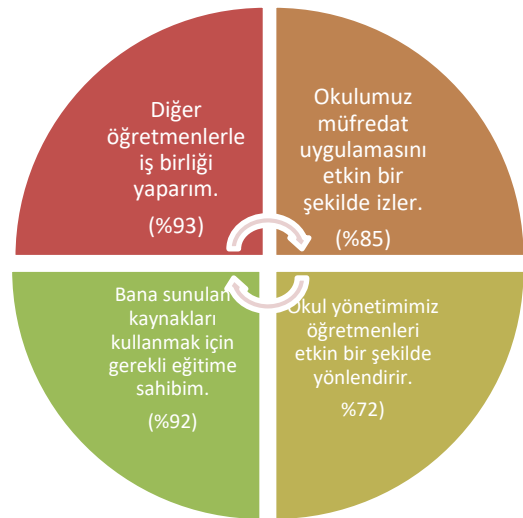 Diğer
öğretmenlerle
iş birliği
yaparım.
(%93)
Okulumuz
müfredat
uygulamasını
etkin bir
şekilde izler.
(%85)
Bana sunulan
kaynakları
kullanmak için
gerekli eğitime
sahibim.
(%92)
Okul yönetimimiz
öğretmenleri
etkin bir şekilde
yönlendirir.
%72)